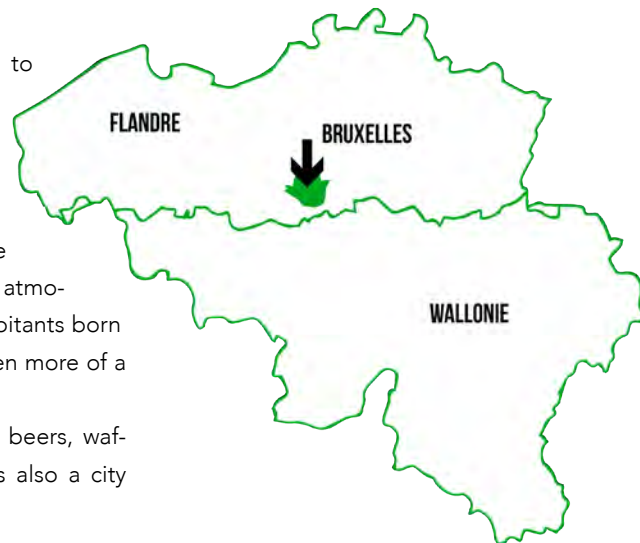 to
FLANDRE
BRUXELLES
e
atmo-
bitants born
en more of a
WALLONIE
beers, waf-
s also a city